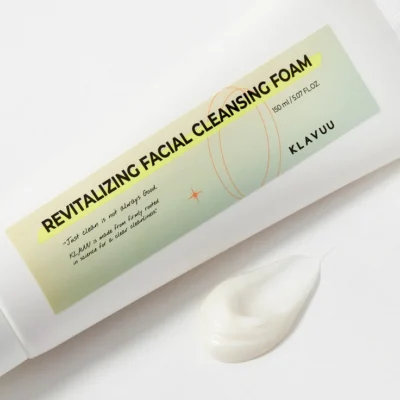 REVITALIZING FACIAL CLEANSING FOAM
150 ml / 5.07 FL.OZ.
KLAVUU
"Just clean is not always Good.
KLAVUU is made from firmly rooted
in science for a clear cleanliness"